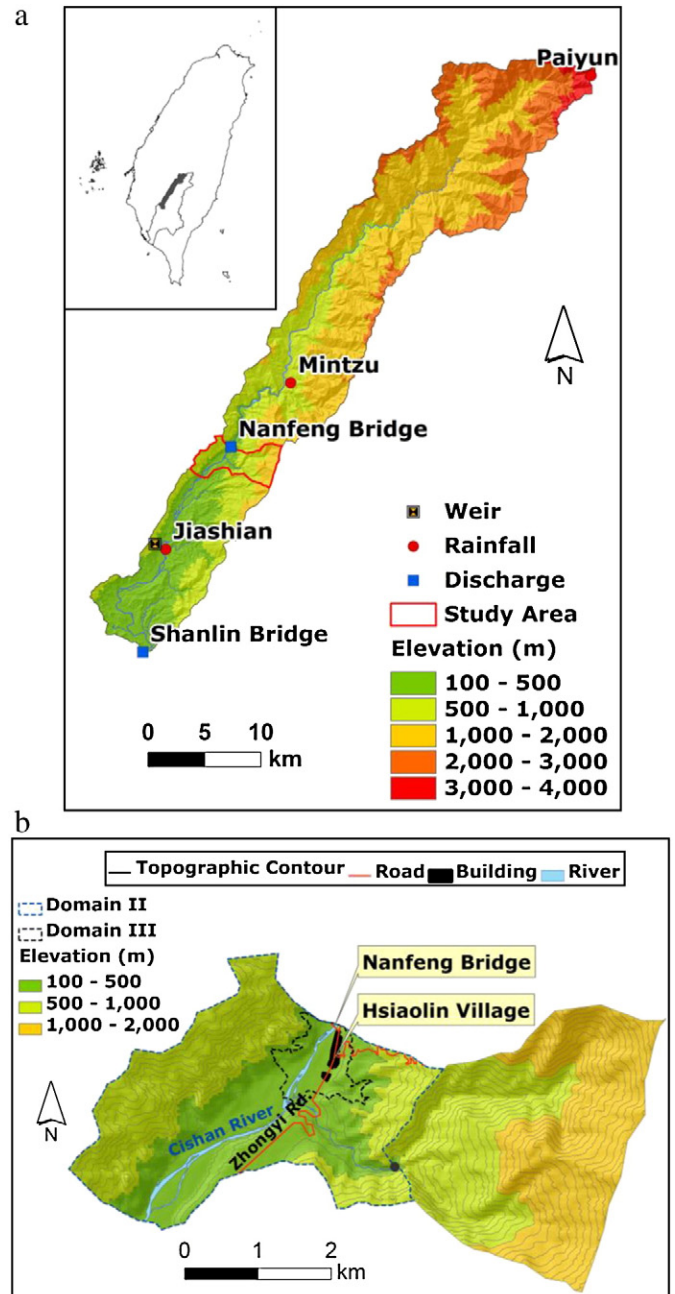 a
Paiyun
Mintzu
N
Nanfeng Bridge
Weir
Jiashian
Rainfall
Discharge
Study Area
Shanlin Bridge
Elevation (m)
100 - 500
0 5 10
500 - 1,000
km
1,000 - 2,000
2,000 - 3,000
3,000 - 4,000
b
Topographic Contour Road Building River
Domain II
Domain III
Elevation (m)
100 - 500
500 - 1,000
1,000 - 2,000
Nanfeng Bridge
Hsiaolin Village
N
Cishan River
Zhongyi Rd.
0 1 2
km